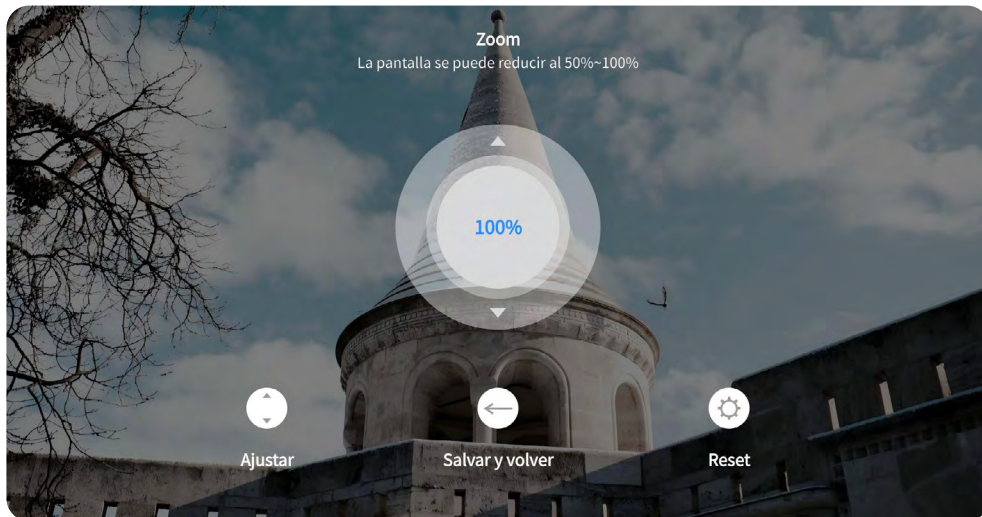 Zoom
La pantalla se puede reducir al 50%~100%
100%
Ajustar
Salvar y volver
Reset